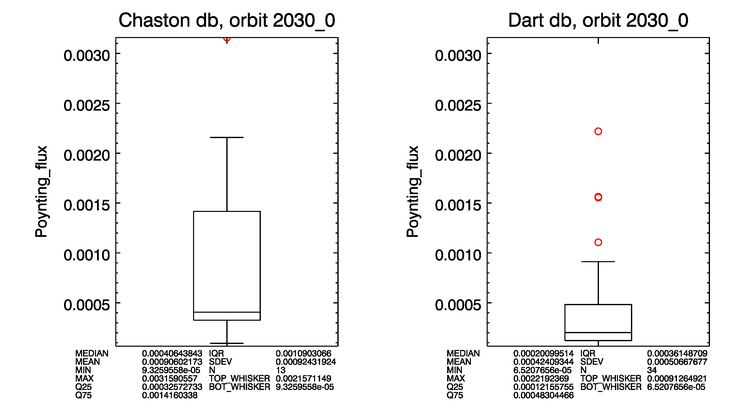 Chaston db, orbit 2030_0
0.0030
0.0025
0.0020
0.0015
0.0010
0.0005
Poynting_flux
MEDIAN 0.00040643843 IQR 0.0010903066
MEAN 0.00090602173 SDEV 0.00092431924
MIN 9.3259558e-05 N 13
MAX 0.0031590557 TOP_WHISKER 0.0021571149
Q25 0.00032572733 BOT_WHISKER 9.3259558e-05
Q75 0.0014160338
Dart db, orbit 2030_0
0.0030
0.0025
0.0020
0.0015
0.0010
0.0005
Poynting_flux
MEDIAN 0.00020099514 IQR 0.00036148709
MEAN 0.00042409344 SDEV 0.00050667677
MIN 6.5207656e-05 N 34
MAX 0.0022192369 TOP_WHISKER 0.00091264921
Q25 0.00012155755 BOT_WHISKER 6.5207656e-05
Q75 0.00048304466